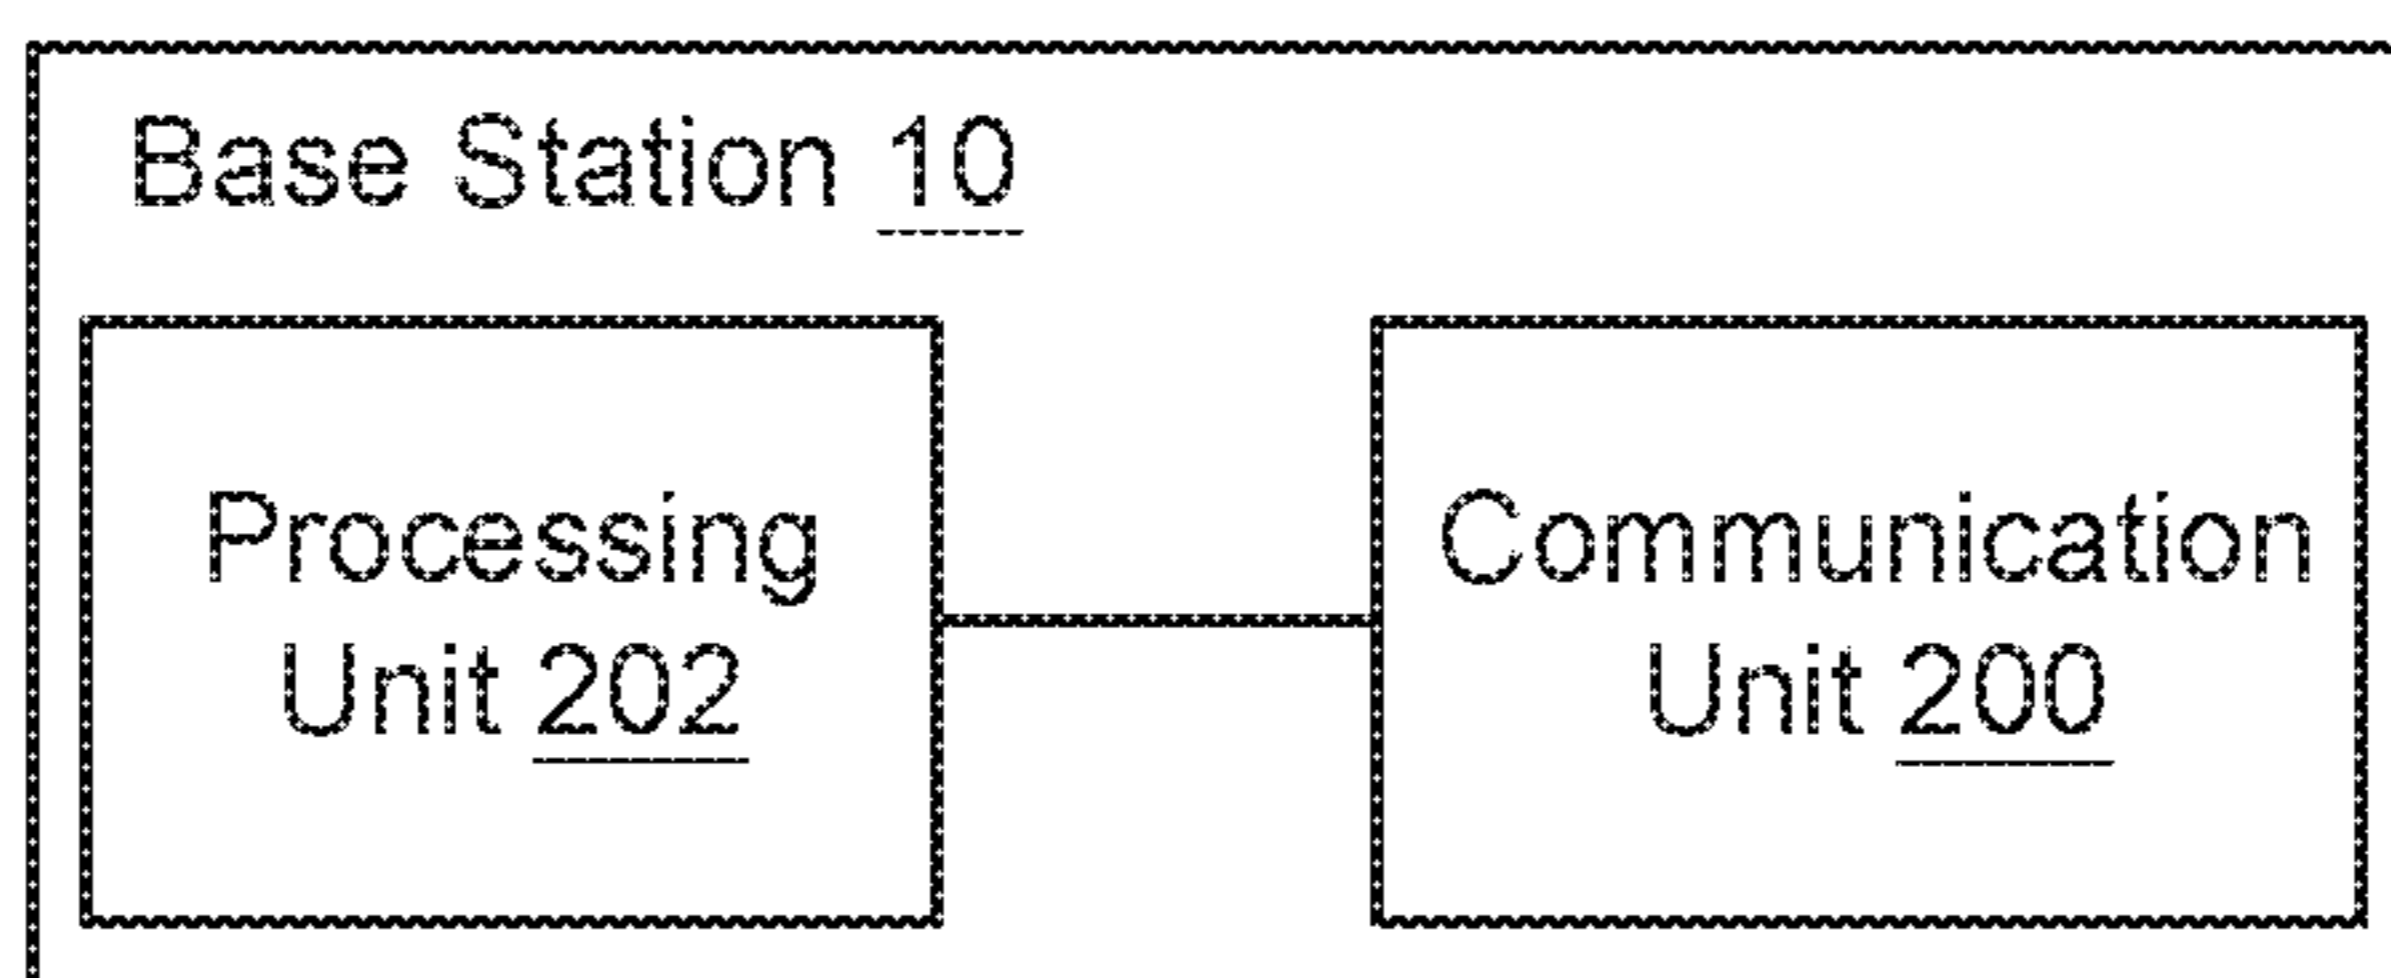 Base Station 10
Processing
Unit 202
Communication
Unit 200